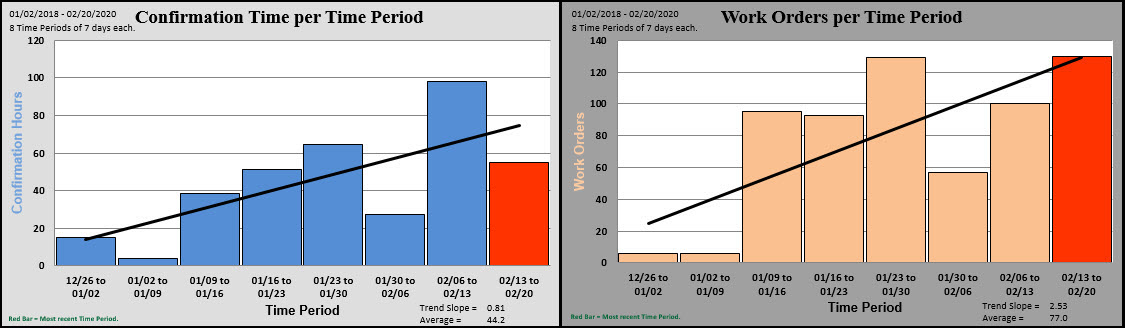 01/02/2018 - 02/20/2020
Confirmation Time per Time Period
8 Time Periods of 7 days each.
120
100
80
60
40
20
0
Confirmation Hours
12/26 to 01/02
01/02 to 01/09
01/09 to 01/16
01/16 to 01/23
01/23 to 01/30
01/30 to 02/06
02/06 to 02/13
02/13 to 02/20
Time Period
Trend Slope = 0.81
Average = 44.2
Red Bar = Most recent Time Period.
01/02/2018 - 02/20/2020
Work Orders per Time Period
8 Time Periods of 7 days each.
140
120
100
80
60
40
20
0
Work Orders
12/26 to 01/02
01/02 to 01/09
01/09 to 01/16
01/16 to 01/23
01/23 to 01/30
01/30 to 02/06
02/06 to 02/13
02/13 to 02/20
Time Period
Trend Slope = 2.53
Average = 77.0
Red Bar = Most recent Time Period.